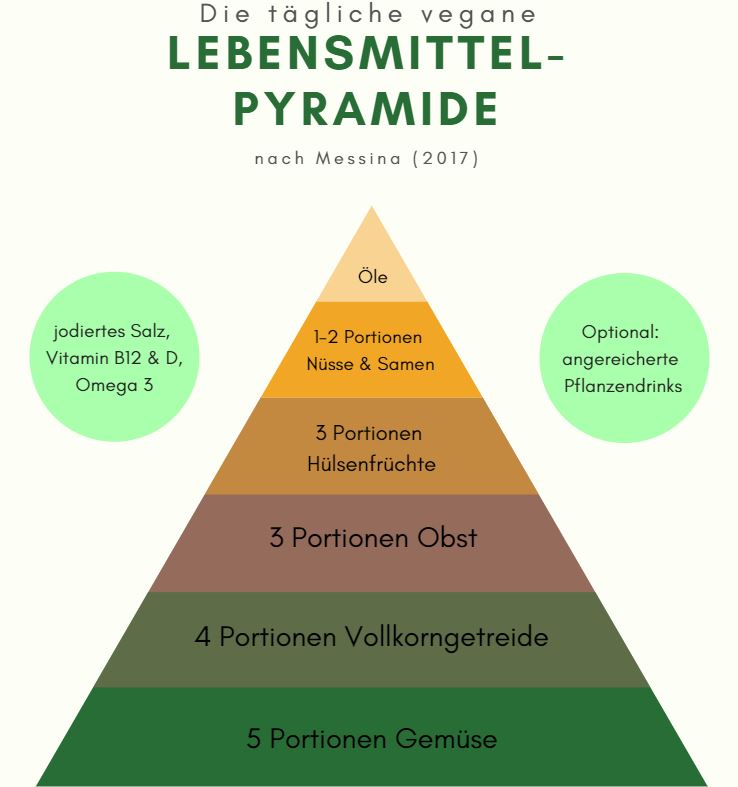 Die tägliche vegane
LEBENSMITTEL-
PYRAMIDE
nach Messina (2017)
Öle
jodiertes Salz,
Vitamin B12 & D,
Omega 3
1-2 Portionen
Nüsse & Samen
Optional:
angereicherte
Pflanzendrinks
3 Portionen
Hülsenfrüchte
3 Portionen Obst
4 Portionen Vollkorngetreide
5 Portionen Gemüse